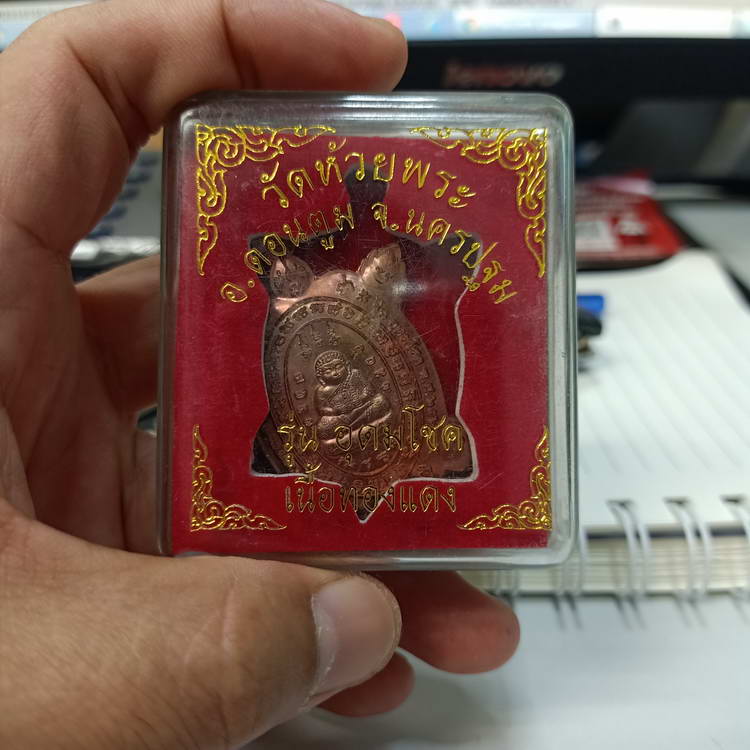 lenovo
วัดห้วยพระ
อ.ดอนตูม จ.นครปฐม
รุ่น อุดมโชค
เนื้อทองแดง